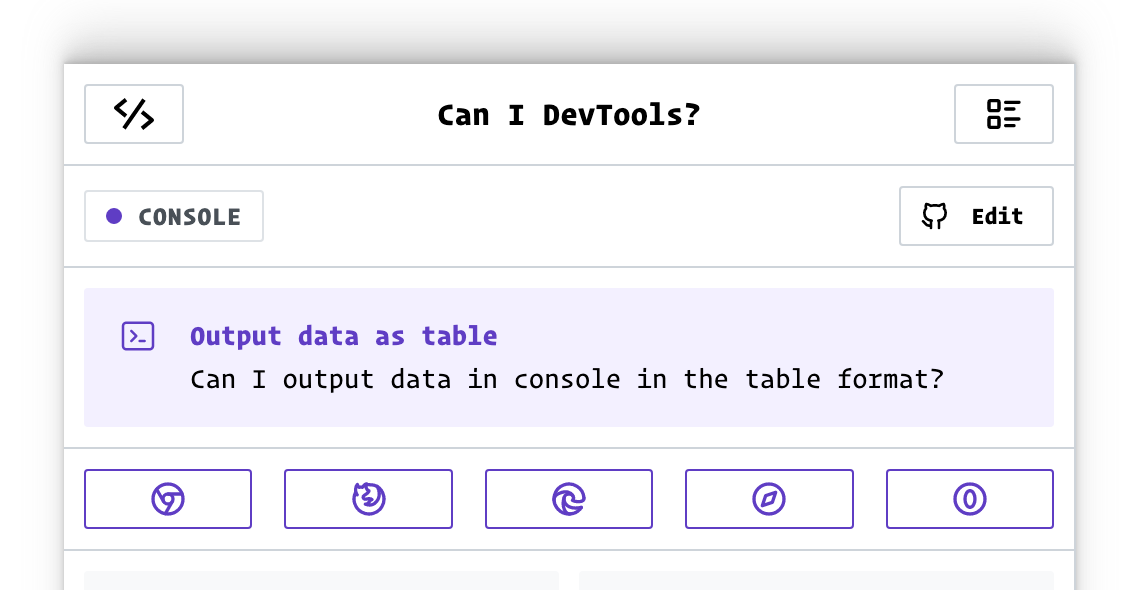 Can I DevTools?
CONSOLE
Edit
Output data as table
Can I output data in console in the table format?